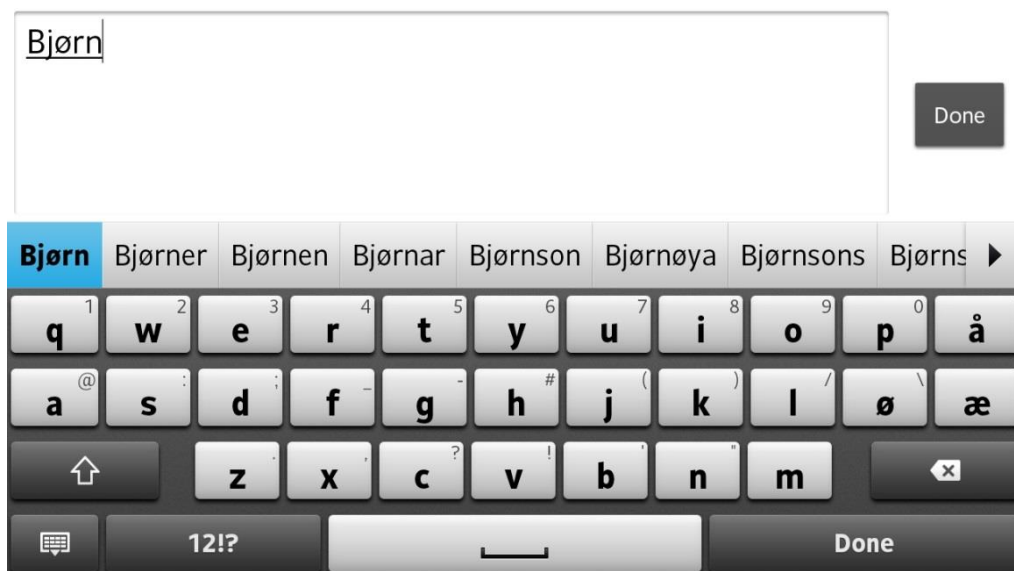 Bjørn
Done
Bjørn Bjørner Bjørnen Bjørnar Bjørnson Bjørnøya Bjørnsons Bjørns
1 2 3 4 5 6 7 8 9 0
q w e r t y u i o p å
@ : ; _ - # ( ) / \
a s d f g h j k l ø æ
. , ? ! ' "
z x c v b n m
12!? Done